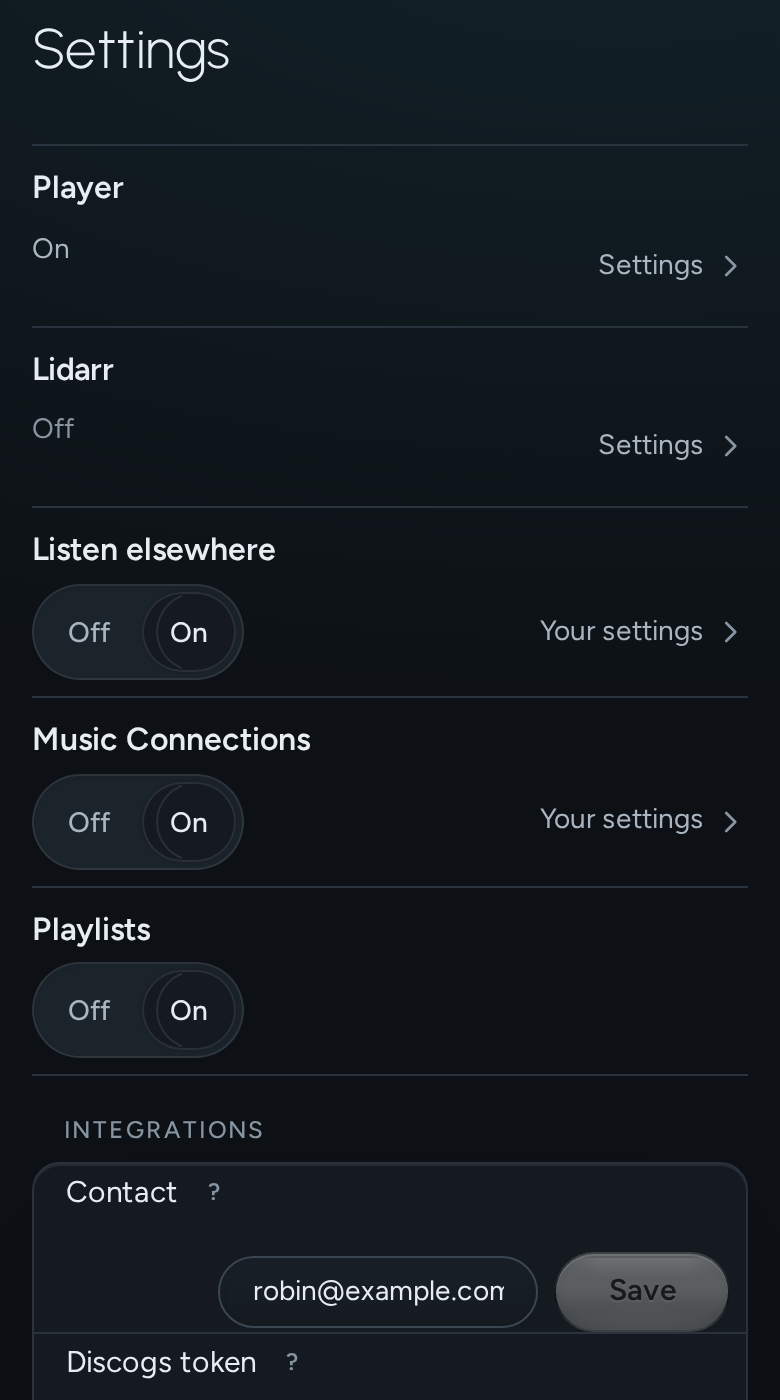 Settings
Player
On
Settings
Lidarr
Off
Settings
Listen elsewhere
Off On
Your settings
Music Connections
Off On
Your settings
Playlists
Off On
INTEGRATIONS
Contact ?
robin@example.com Save
Discogs token ?